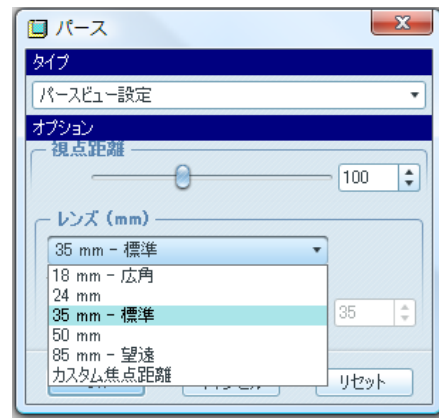 パース
タイプ
パースビュー設定
オプション
視点距離
100
レンズ (mm)
35 mm - 標準
18 mm - 広角
24 mm
35 mm - 標準
35
50 mm
85 mm - 望遠
カスタム焦点距離
リセット